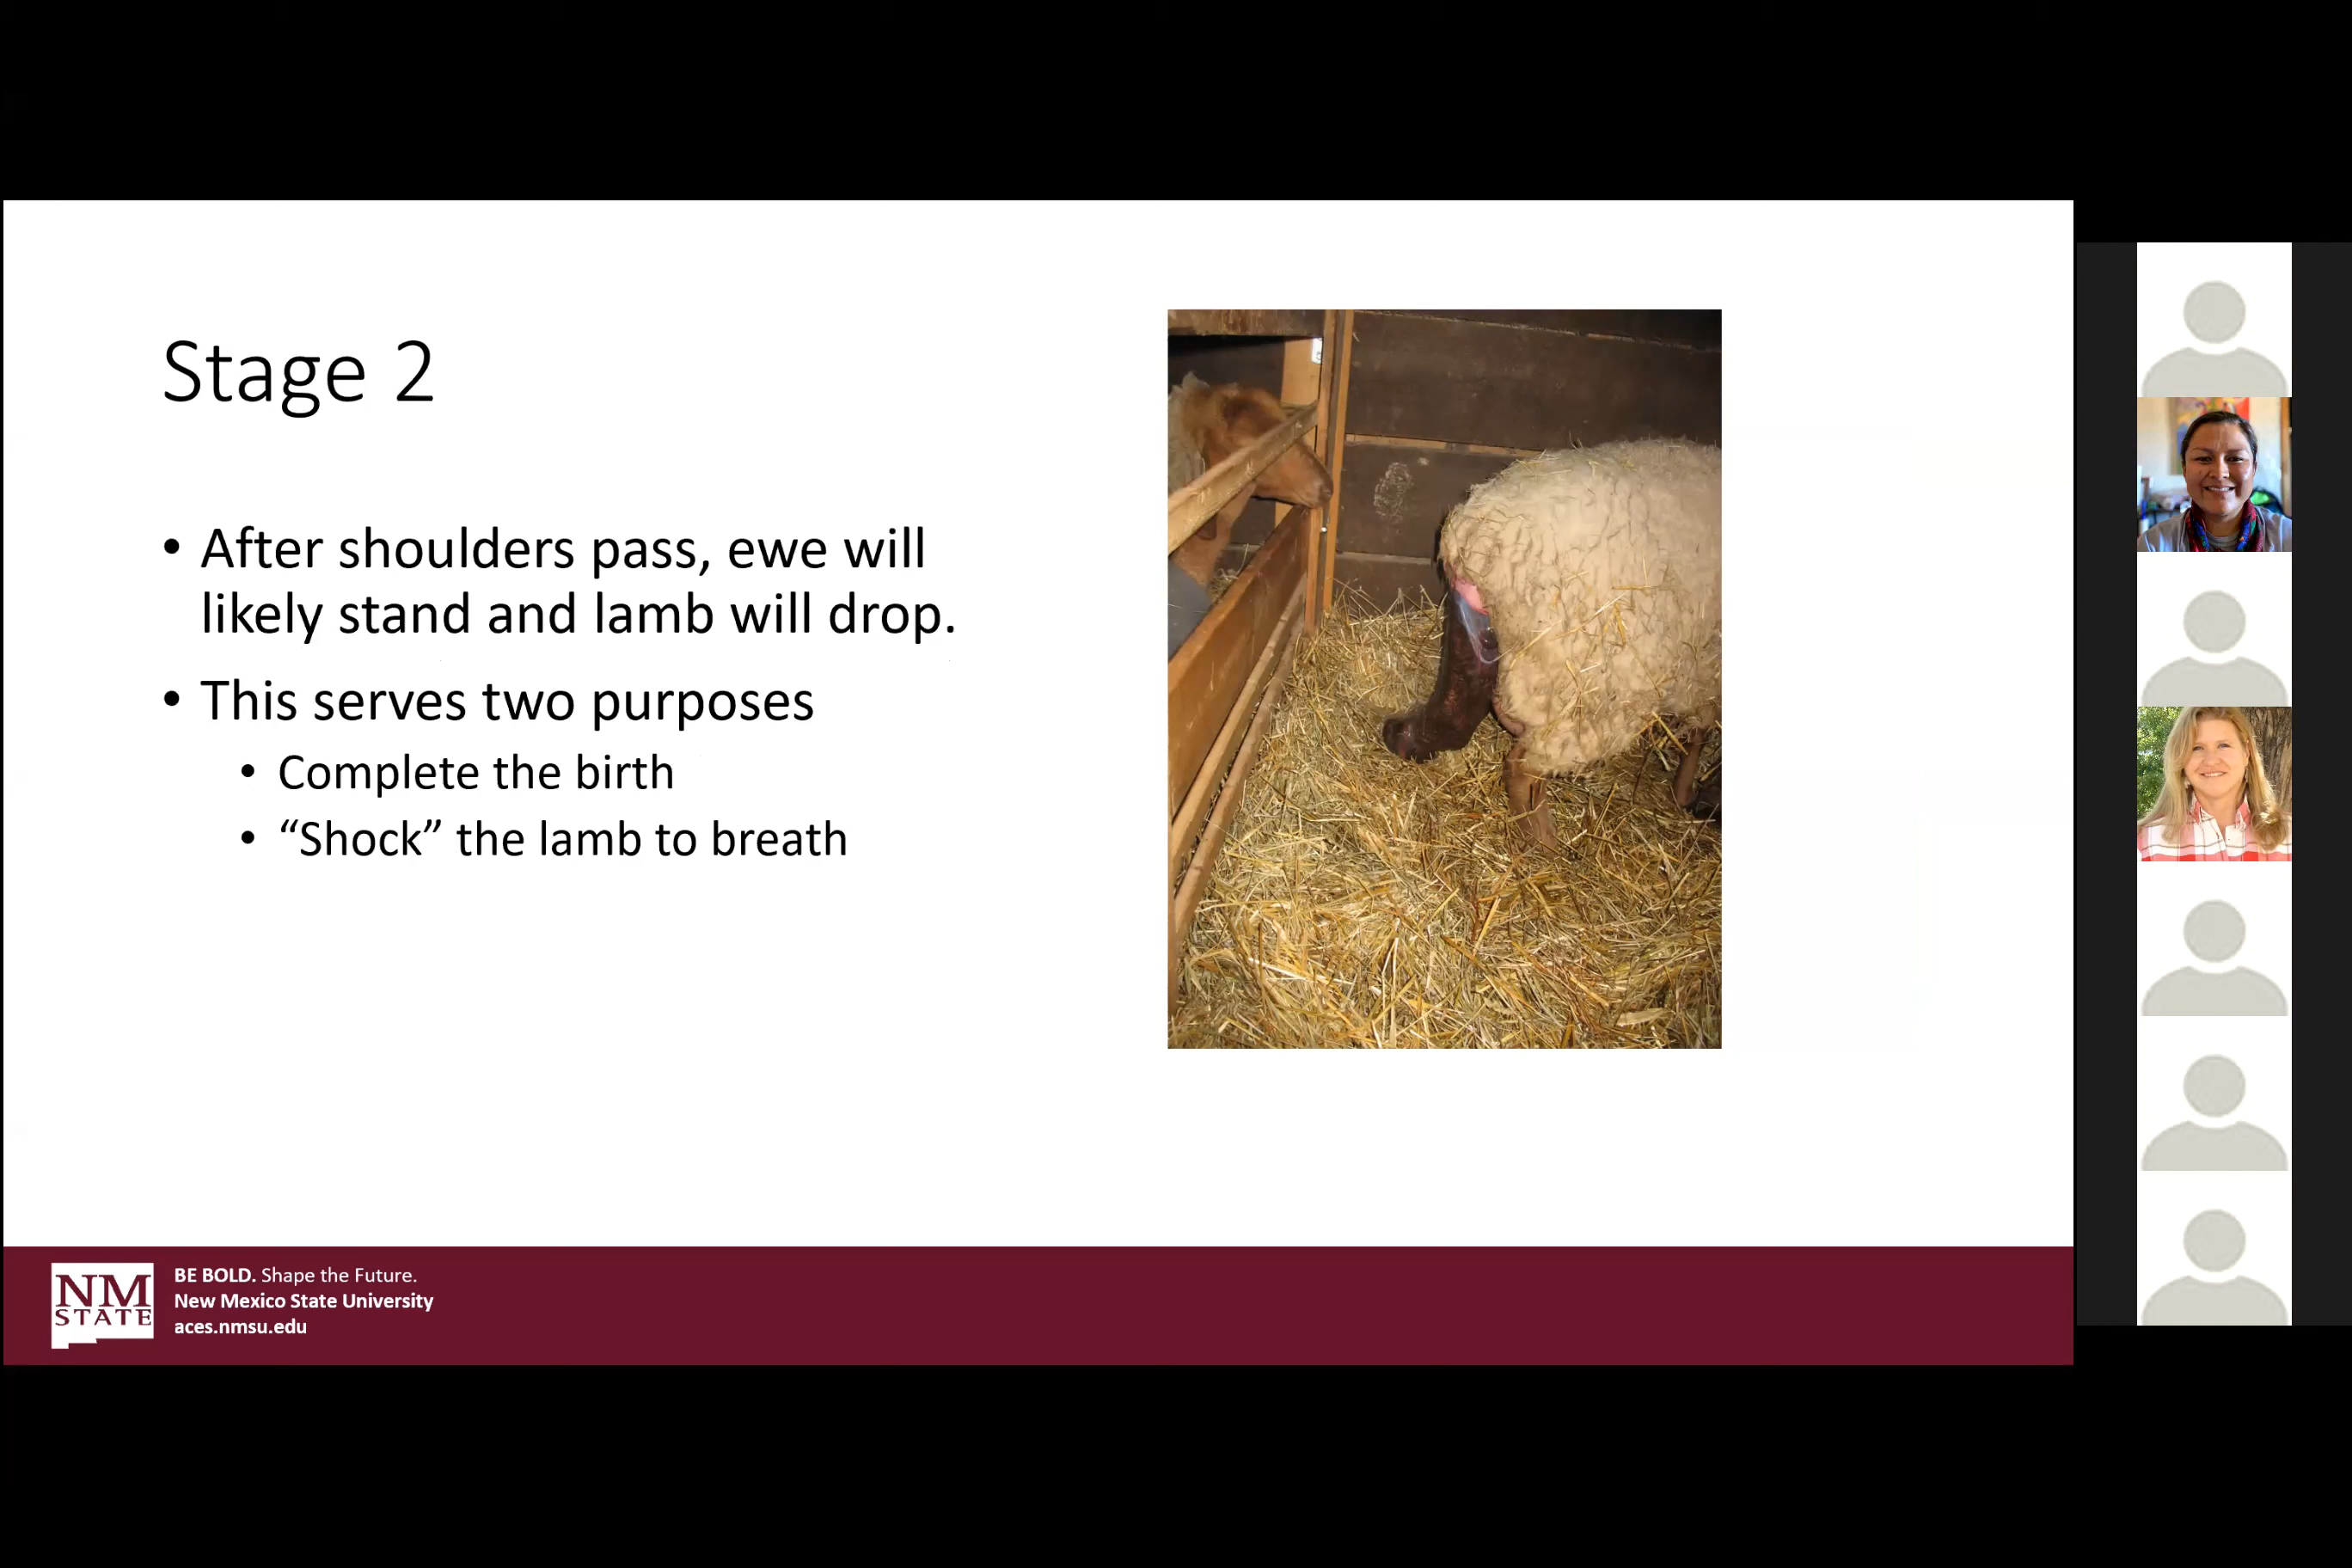 Stage 2
• After shoulders pass, ewe will
likely stand and lamb will drop.
• This serves two purposes
• Complete the birth
• “Shock” the lamb to breath
NM
STATE
BE BOLD. Shape the Future.
New Mexico State University
aces.nmsu.edu